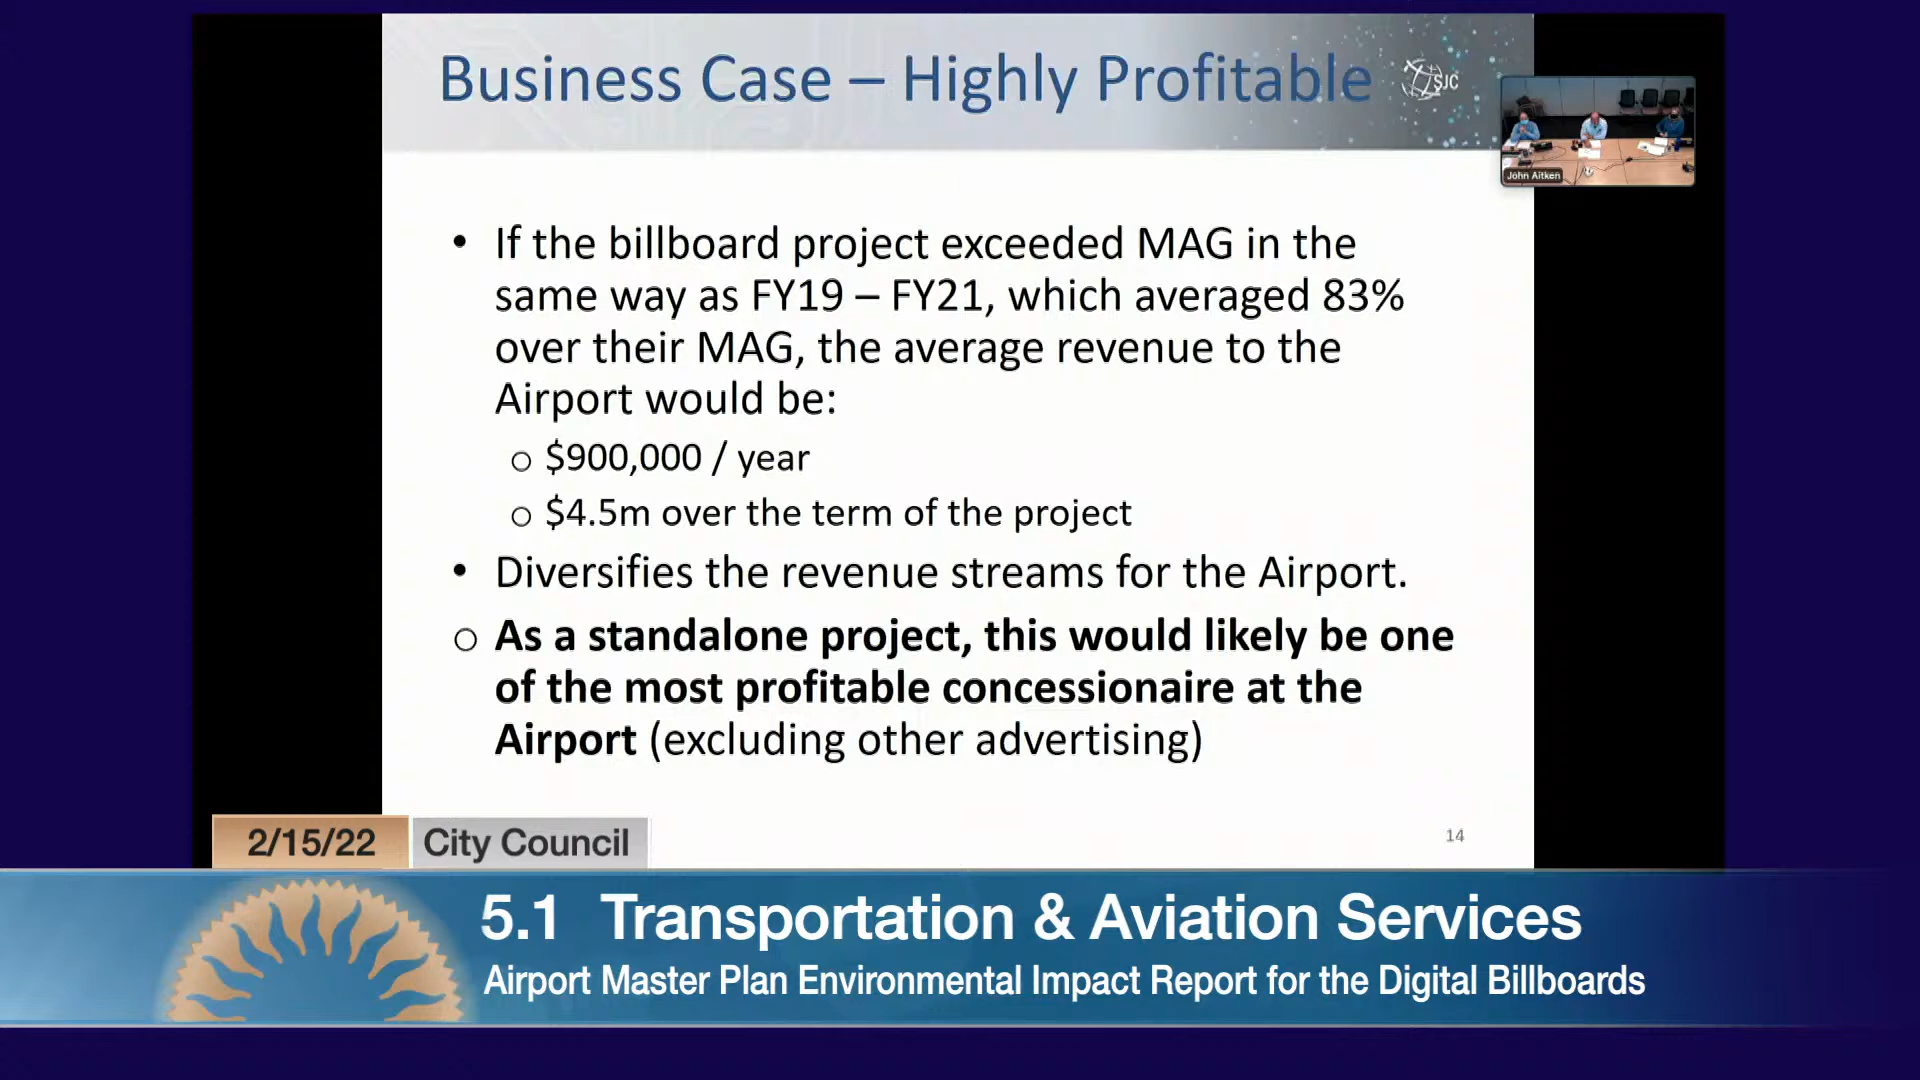 Business Case – Highly Profitable
SJC
John Aitken
• If the billboard project exceeded MAG in the
same way as FY19 – FY21, which averaged 83%
over their MAG, the average revenue to the
Airport would be:
o $900,000 / year
o $4.5m over the term of the project
• Diversifies the revenue streams for the Airport.
o As a standalone project, this would likely be one
of the most profitable concessionaire at the
Airport (excluding other advertising)
14
2/15/22 City Council
5.1 Transportation & Aviation Services
Airport Master Plan Environmental Impact Report for the Digital Billboards